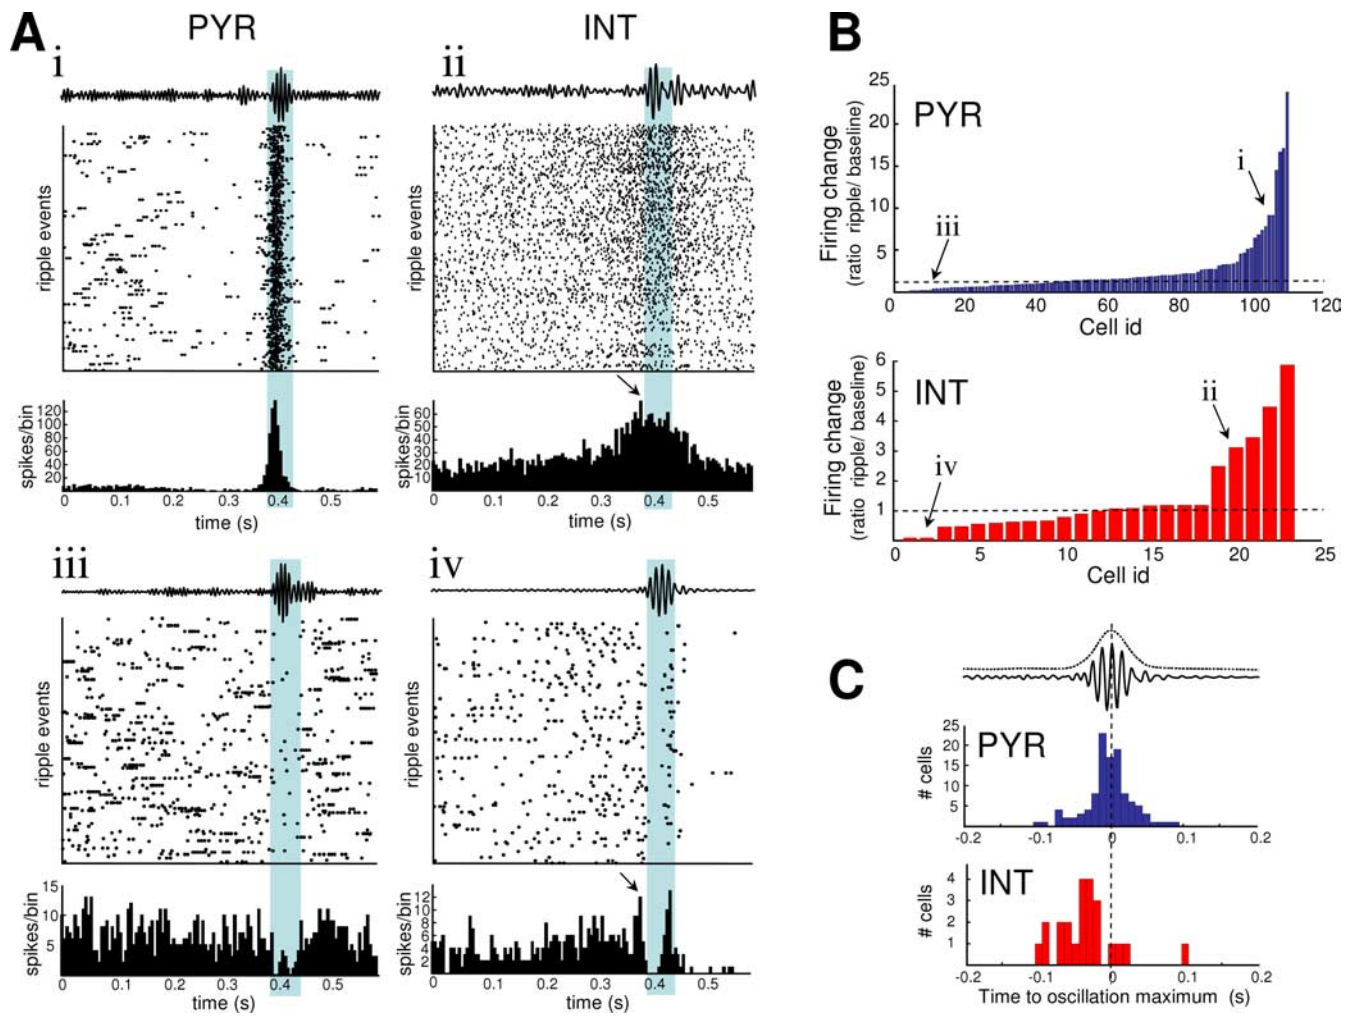 A
PYR
INT
i
ii
ripple events
ripple events
spikes/bin
120
100
80
60
40
20
0 0.1 0.2 0.3 0.4 0.5
time (s)
spikes/bin
60
50
40
30
20
10
0 0.1 0.2 0.3 0.4 0.5
time (s)
iii
iv
ripple events
ripple events
spikes/bin
15
10
5
0 0.1 0.2 0.3 0.4 0.5
time (s)
spikes/bin
12
10
8
6
4
2
0 0.1 0.2 0.3 0.4 0.5
time (s)
B
PYR
Firing change
(ratio ripple/ baseline)
25
20
15
10
5
iii
i
0 20 40 60 80 100 120
Cell id
INT
Firing change
(ratio ripple/ baseline)
6
5
4
3
2
1
iv
ii
0 5 10 15 20 25
Cell id
C
PYR
# cells
25
20
15
10
5
-0.2 -0.1 0 0.1 0.2
INT
# cells
4
3
2
1
-0.2 -0.1 0 0.1 0.2
Time to oscillation maximum (s)